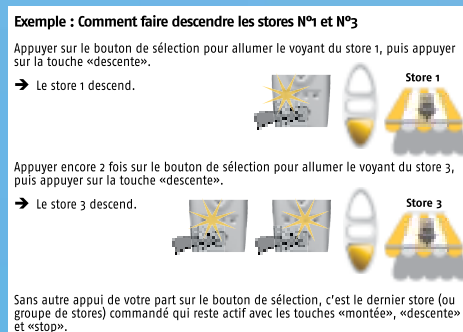 Exemple : Comment faire descendre les stores N°1 et N°3
Appuyer sur le bouton de sélection pour allumer le voyant du store 1, puis appuyer
sur la touche «descente».
➔ Le store 1 descend.
Store 1
Appuyer encore 2 fois sur le bouton de sélection pour allumer le voyant du store 3,
puis appuyer sur la touche «descente».
➔ Le store 3 descend.
Store 3
Sans autre appui de votre part sur le bouton de sélection, c'est le dernier store (ou
groupe de stores) commandé qui reste actif avec les touches «montée», «descente»
et «stop».